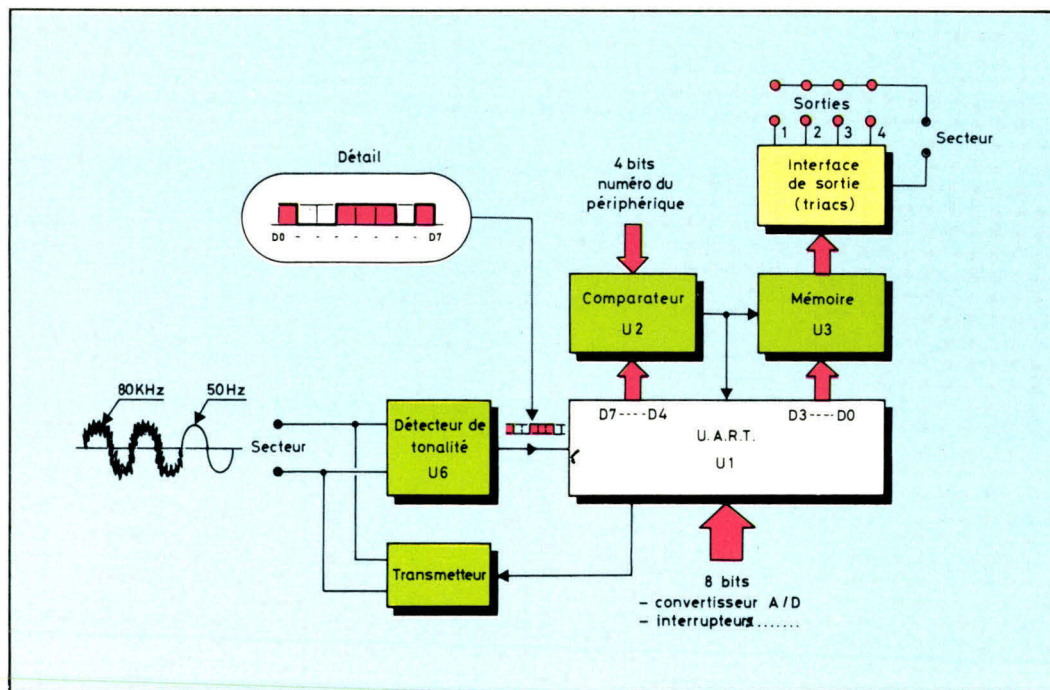 Sorties
1 2 3 4
Secteur
Interface
de sortie
(triacs)
Détail
D0 - - - - - - D7
4 bits
numéro du
périphérique
Comparateur
U2
Mémoire
U3
80KHz
50Hz
Secteur
Détecteur de
tonalité
U6
D7----D4
D3----D0
U.A.R.T.
U1
Transmetteur
8 bits
- convertisseur A/D
- interrupteurs.......